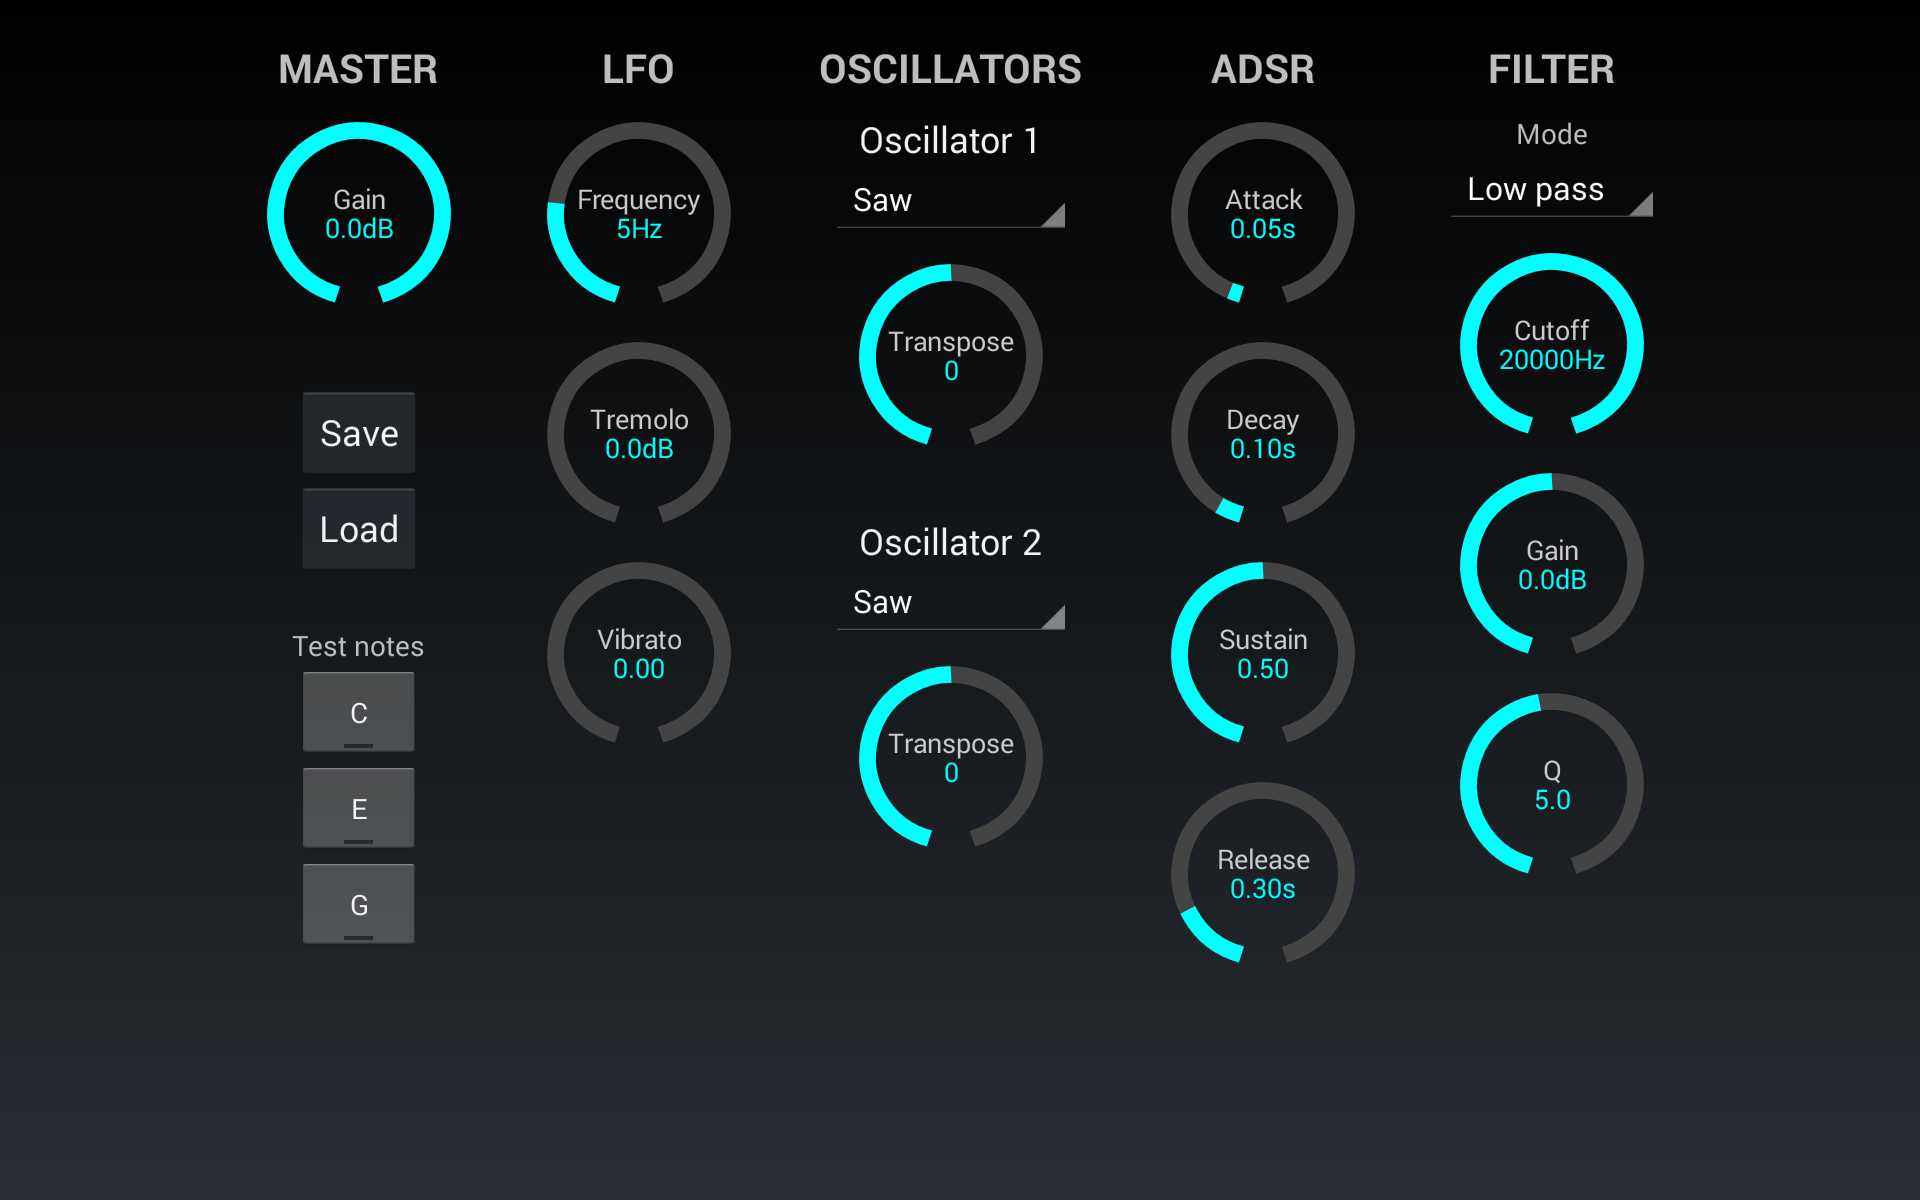 MASTER
Gain
0.0dB
Save
Load
Test notes
C
E
G
LFO
Frequency
5Hz
Tremolo
0.0dB
Vibrato
0.00
OSCILLATORS
Oscillator 1
Saw
Transpose
0
Oscillator 2
Saw
Transpose
0
ADSR
Attack
0.05s
Decay
0.10s
Sustain
0.50
Release
0.30s
FILTER
Mode
Low pass
Cutoff
20000Hz
Gain
0.0dB
Q
5.0